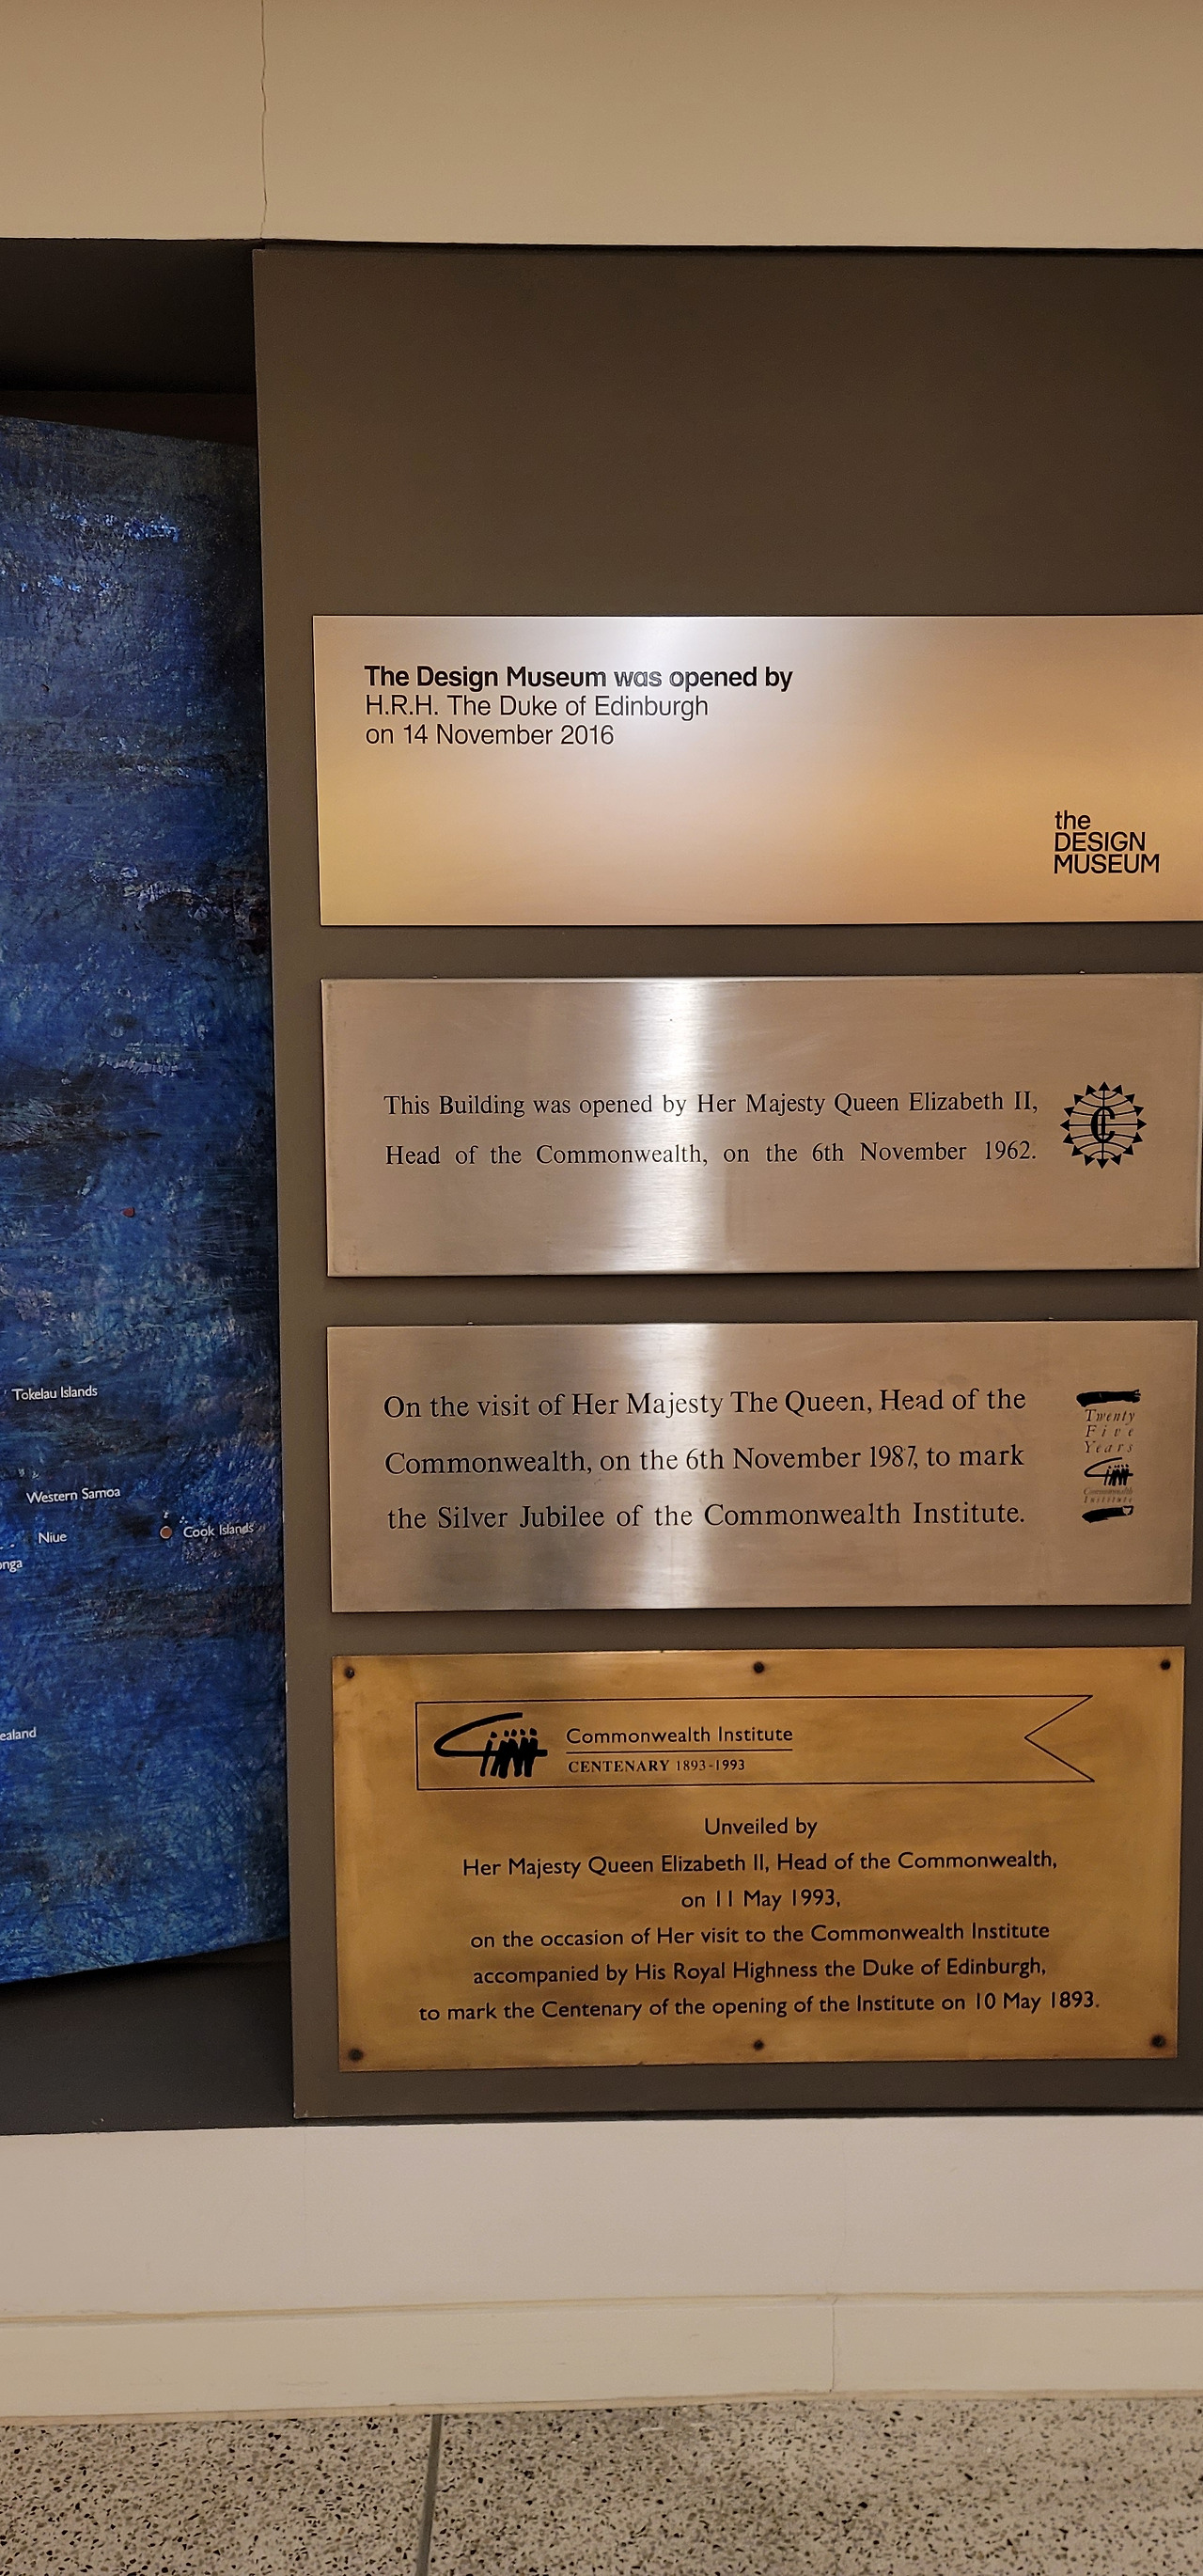 The Design Museum was opened by
H.R.H. The Duke of Edinburgh
on 14 November 2016
the
DESIGN
MUSEUM
This Building was opened by Her Majesty Queen Elizabeth II,
Head of the Commonwealth, on the 6th November 1962.
On the visit of Her Majesty The Queen, Head of the
Commonwealth, on the 6th November 1987, to mark
the Silver Jubilee of the Commonwealth Institute.
Twenty
Five
Years
Commonwealth
Institute
Commonwealth Institute
CENTENARY 1893-1993
Unveiled by
Her Majesty Queen Elizabeth II, Head of the Commonwealth,
on 11 May 1993,
on the occasion of Her visit to the Commonwealth Institute
accompanied by His Royal Highness the Duke of Edinburgh,
to mark the Centenary of the opening of the Institute on 10 May 1893.
Tokelau Islands
Western Samoa
Niue
Cook Islands
onga
ealand